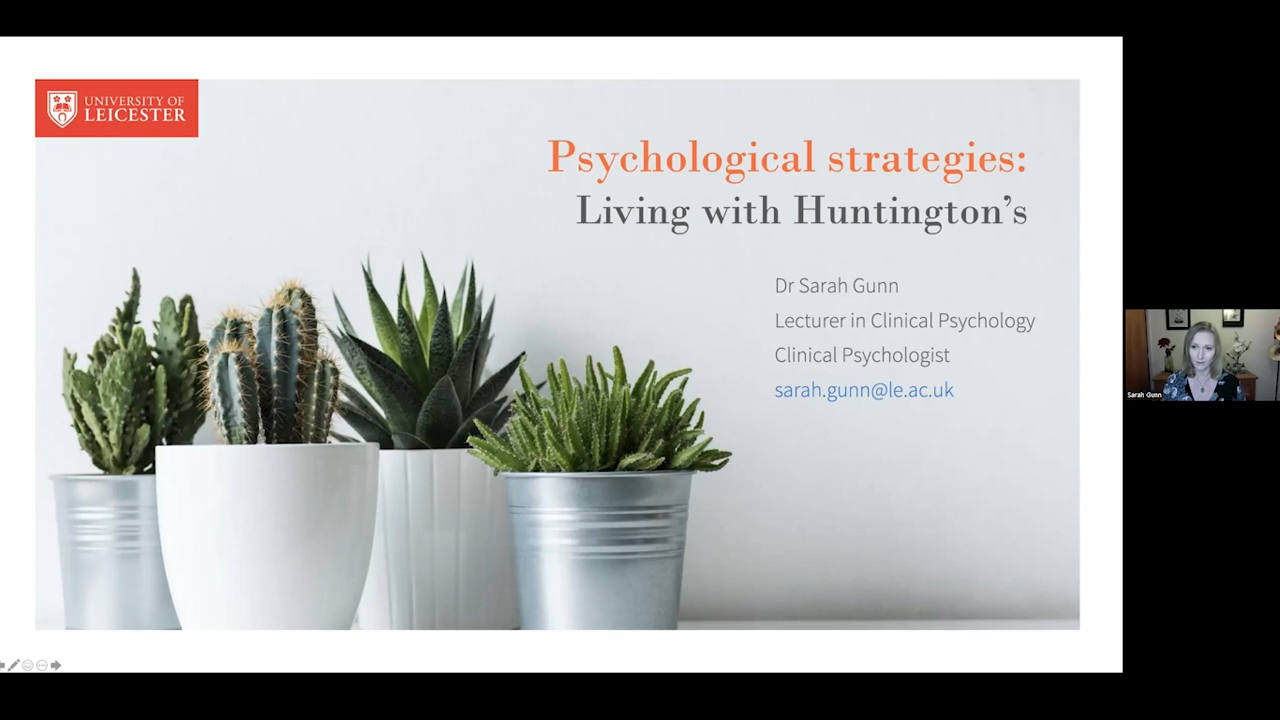 UNIVERSITY OF
LEICESTER
Psychological strategies:
Living with Huntington’s
Dr Sarah Gunn
Lecturer in Clinical Psychology
Clinical Psychologist
sarah.gunn@le.ac.uk
Sarah Gunn